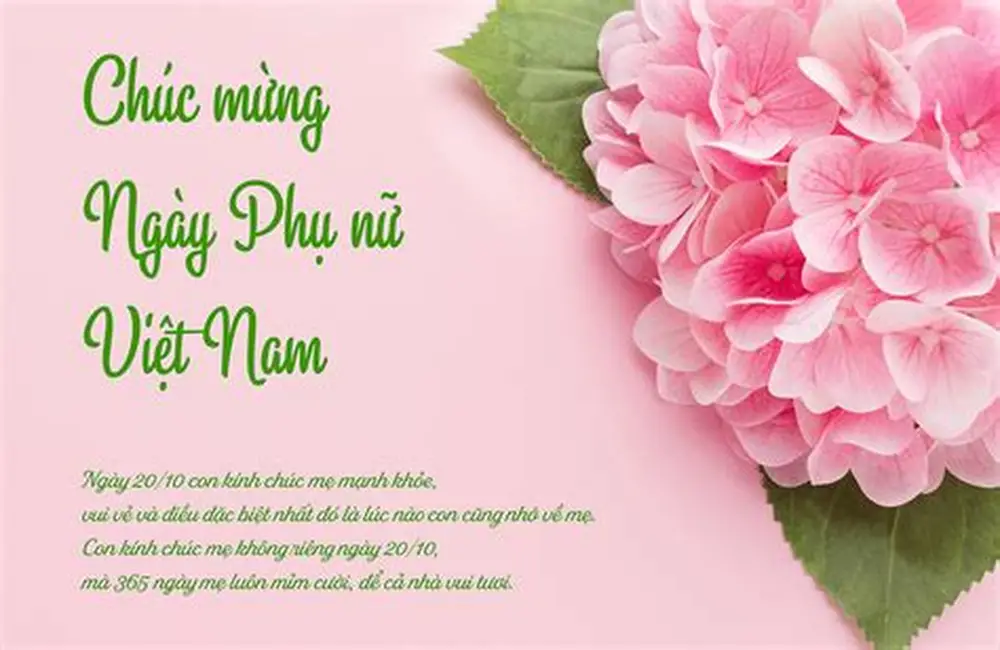 Chúc mừng
Ngày Phụ nữ
Việt Nam
Ngày 20/10 con kính chúc mẹ mạnh khỏe,
vui vẻ và điều đặc biệt nhất đó là lúc nào con cũng nhớ về mẹ.
Con kính chúc mẹ không riêng ngày 20/10,
mà 365 ngày mẹ luôn mỉm cười, để cả nhà vui tươi.